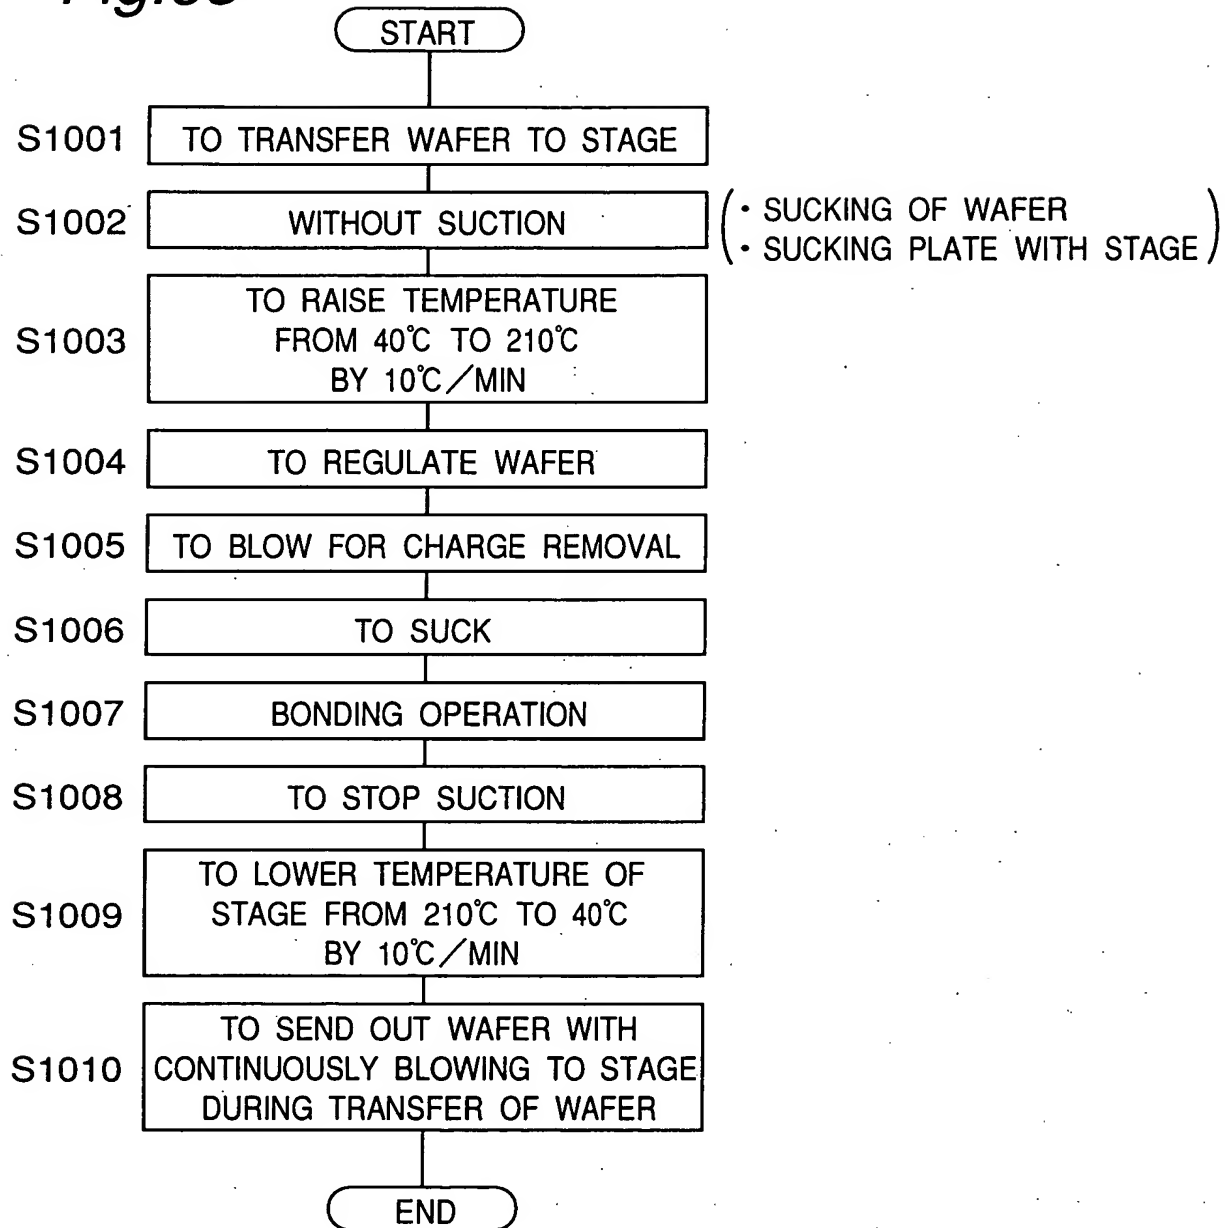 START
S1001 TO TRANSFER WAFER TO STAGE
S1002 WITHOUT SUCTION (・SUCKING OF WAFER
・SUCKING PLATE WITH STAGE)
TO RAISE TEMPERATURE
S1003 FROM 40℃ TO 210℃
BY 10℃/MIN
S1004 TO REGULATE WAFER
S1005 TO BLOW FOR CHARGE REMOVAL
S1006 TO SUCK
S1007 BONDING OPERATION
S1008 TO STOP SUCTION
TO LOWER TEMPERATURE OF
S1009 STAGE FROM 210℃ TO 40℃
BY 10℃/MIN
TO SEND OUT WAFER WITH
S1010 CONTINUOUSLY BLOWING TO STAGE
DURING TRANSFER OF WAFER
END